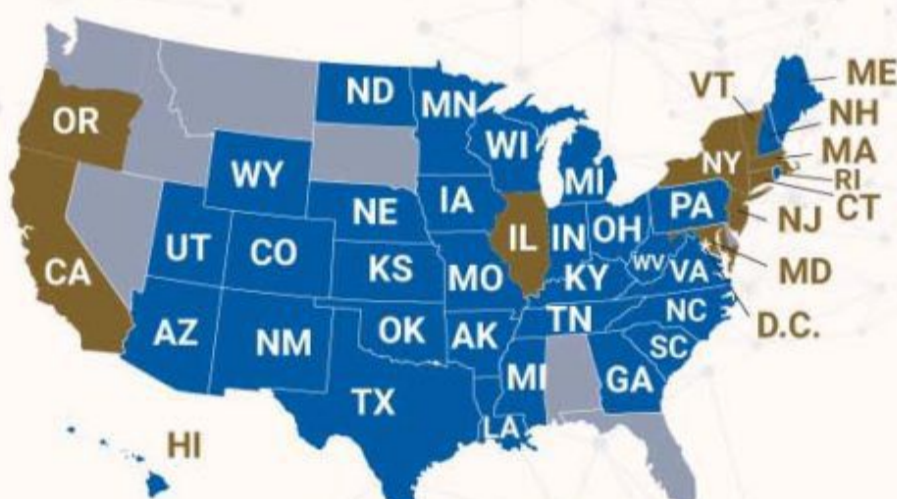 VT
ME
ND
MN
NH
OR
WI
NY
MA
WY
MI
RI
IA
NE
PA
CT
UT
CO
IL
IN
OH
NJ
KS
MO
WV
VA
CA
KY
MD
NC
AZ
NM
OK
AK
TN
D.C.
SC
TX
MI
GA
LA
HI